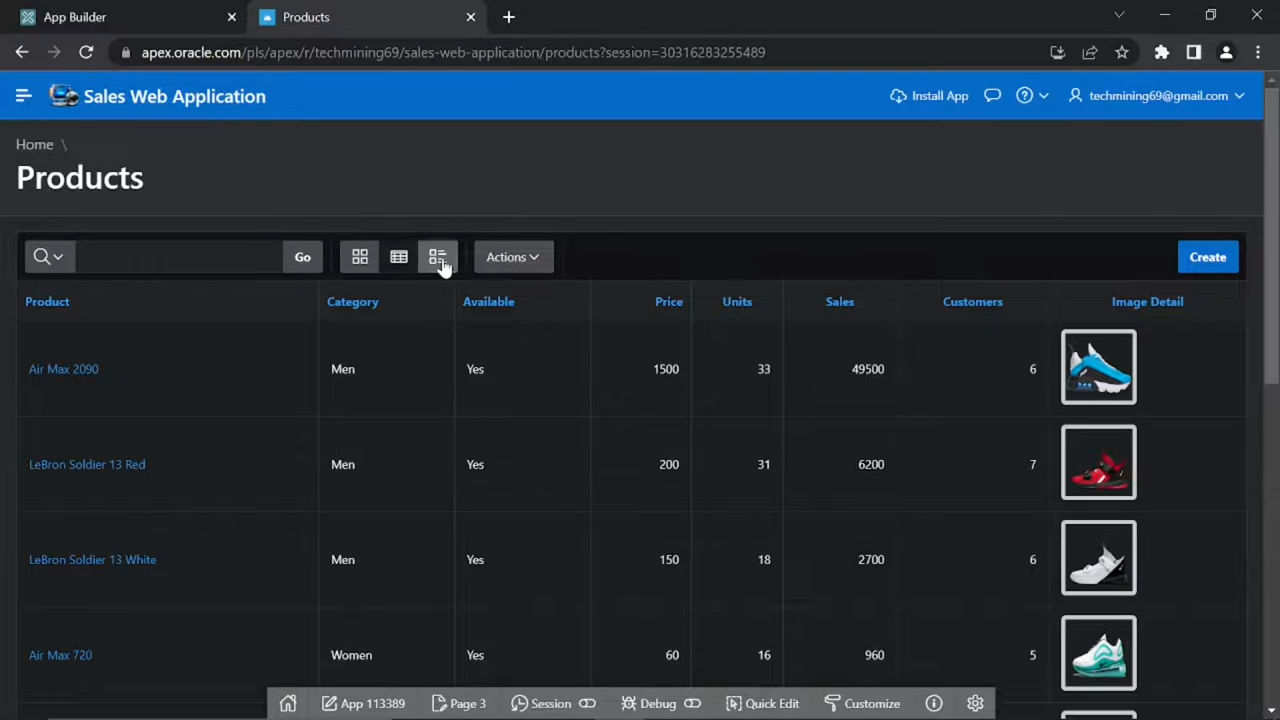 App Builder
Products
apex.oracle.com/pls/apex/r/techmining69/sales-web-application/products?session=30316283255489
Sales Web Application
Install App
techmining69@gmail.com
Home \
Products
Go
Actions
Create
Product Category Available Price Units Sales Customers Image Detail
Air Max 2090 Men Yes 1500 33 49500 6
LeBron Soldier 13 Red Men Yes 200 31 6200 7
LeBron Soldier 13 White Men Yes 150 18 2700 6
Air Max 720 Women Yes 60 16 960 5
App 113389 Page 3 Session Debug Quick Edit Customize